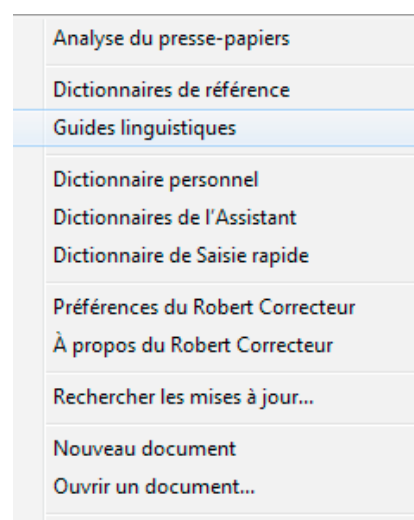 Analyse du presse-papiers
Dictionnaires de référence
Guides linguistiques
Dictionnaire personnel
Dictionnaires de l'Assistant
Dictionnaire de Saisie rapide
Préférences du Robert Correcteur
À propos du Robert Correcteur
Rechercher les mises à jour...
Nouveau document
Ouvrir un document...